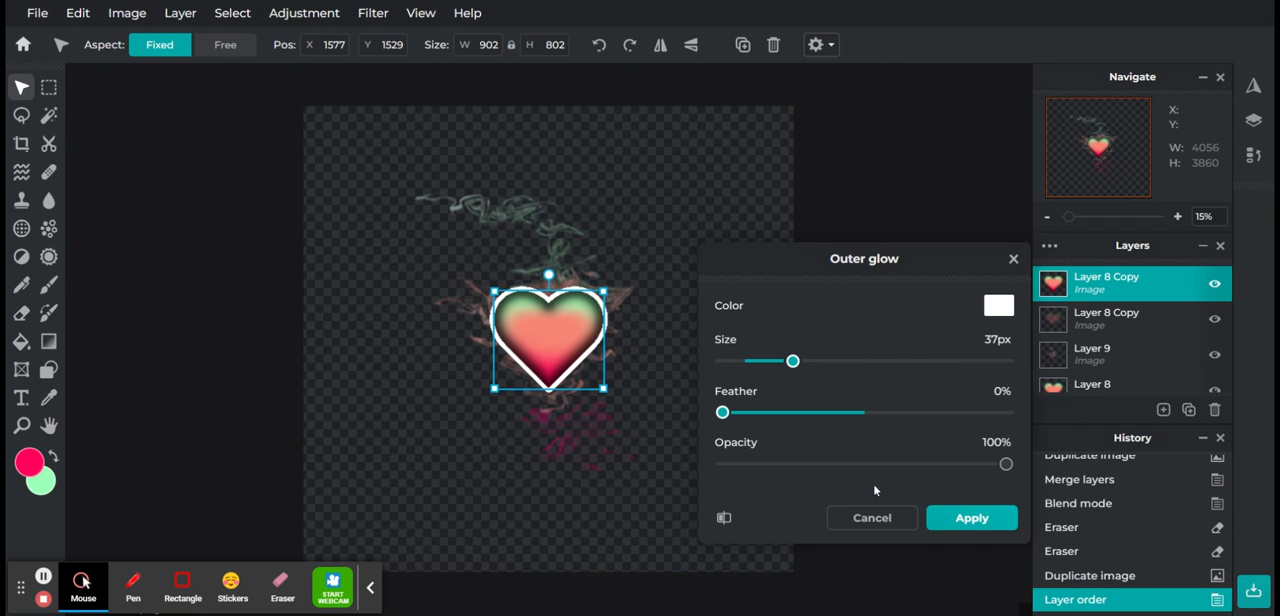 File Edit Image Layer Select Adjustment Filter View Help
Aspect: Fixed Free Pos: X 1577 Y 1529 Size: W 902 H 802
Navigate
X:
Y:
W: 4056
H: 3860
- + 15%
Layers
Layer 8 Copy
Image
Layer 8 Copy
Image
Layer 9
Image
Layer 8
Outer glow
Color
Size 37px
Feather 0%
Opacity 100%
Cancel Apply
History
Duplicate image
Merge layers
Blend mode
Eraser
Eraser
Duplicate image
Layer order
T
Mouse Pen Rectangle Stickers Eraser START
WEBCAM